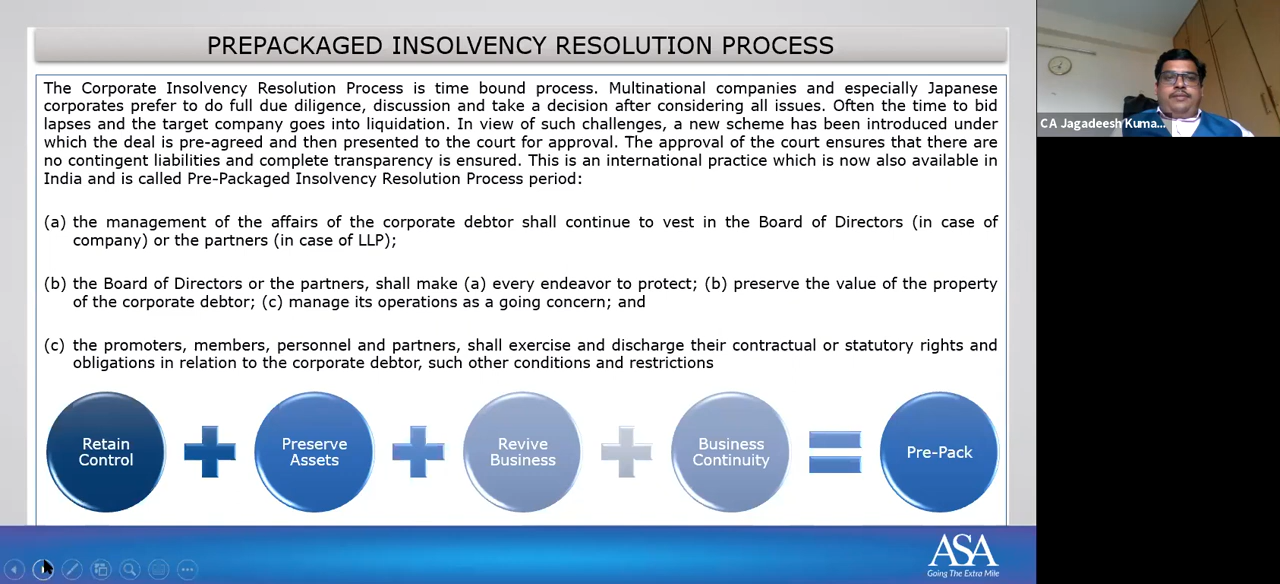 PREPACKAGED INSOLVENCY RESOLUTION PROCESS
The Corporate Insolvency Resolution Process is time bound process. Multinational companies and especially Japanese
corporates prefer to do full due diligence, discussion and take a decision after considering all issues. Often the time to bid
lapses and the target company goes into liquidation. In view of such challenges, a new scheme has been introduced under
which the deal is pre-agreed and then presented to the court for approval. The approval of the court ensures that there are
no contingent liabilities and complete transparency is ensured. This is an international practice which is now also available in
India and is called Pre-Packaged Insolvency Resolution Process period:
(a) the management of the affairs of the corporate debtor shall continue to vest in the Board of Directors (in case of
company) or the partners (in case of LLP);
(b) the Board of Directors or the partners, shall make (a) every endeavor to protect; (b) preserve the value of the property
of the corporate debtor; (c) manage its operations as a going concern; and
(c) the promoters, members, personnel and partners, shall exercise and discharge their contractual or statutory rights and
obligations in relation to the corporate debtor, such other conditions and restrictions
Retain
Control
Preserve
Assets
Revive
Business
Business
Continuity
Pre-Pack
ASA
Going The Extra Mile
CA Jagadeesh Kuma...